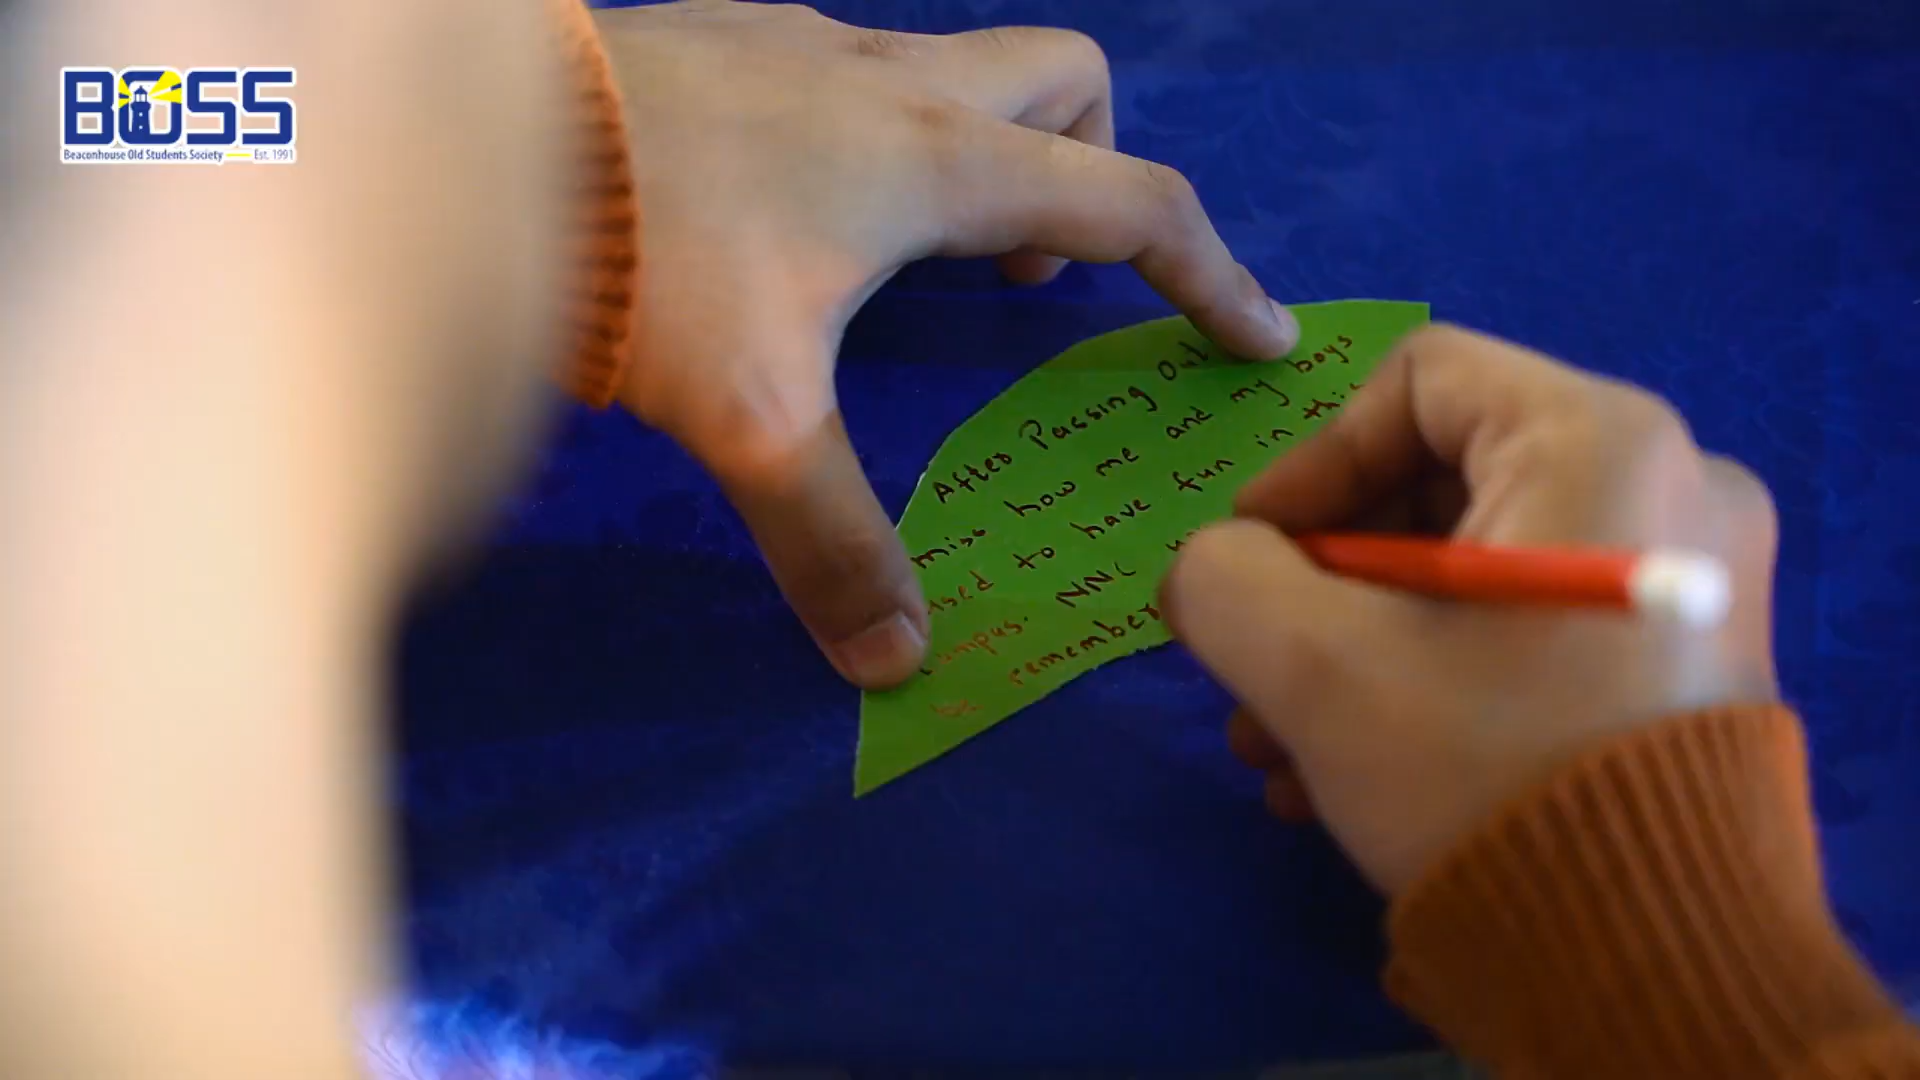 BOSS
Beaconhouse Old Students Society Est. 1991
After Passing Out
miss how me and my boys
used to have fun in this
campus. NNC
be remember